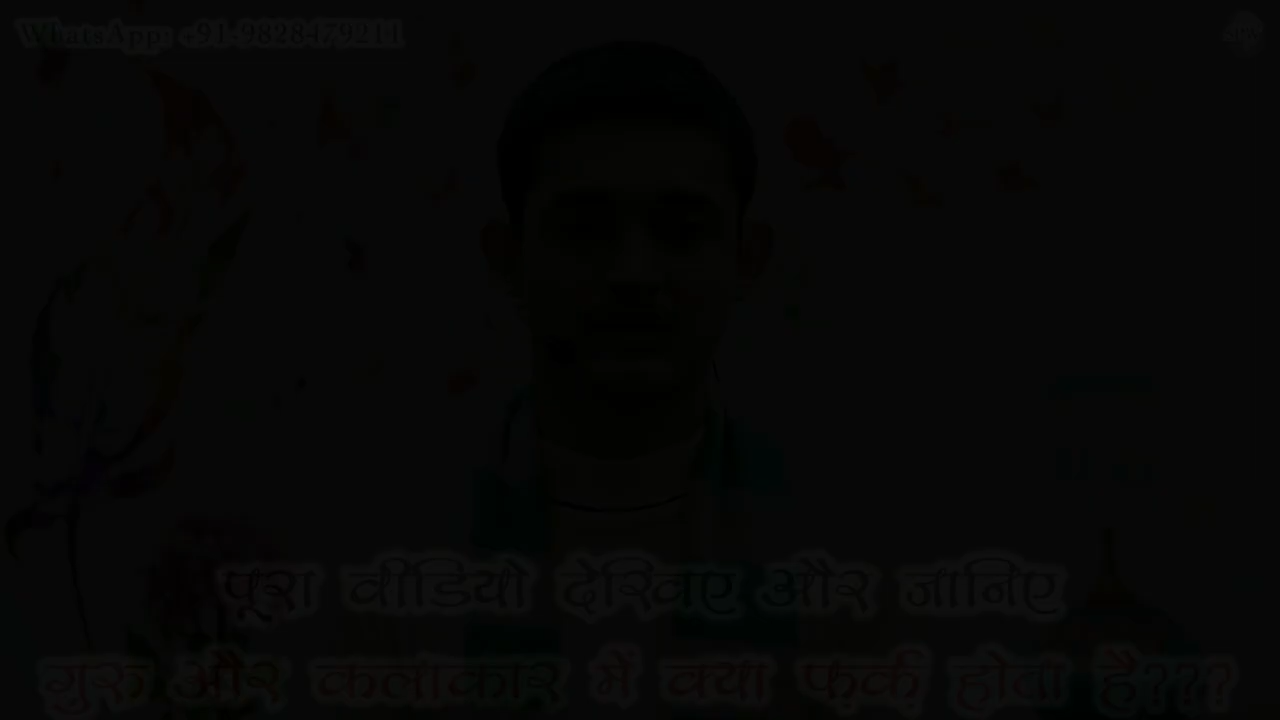 WhatsApp: +91-9828479211
पूरा वीडियो देखिए और जानिए
गुरु और कलाकार में क्या फर्क होता है???